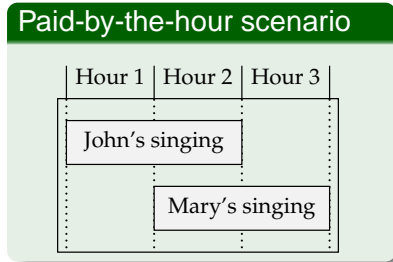 Paid-by-the-hour scenario
Hour 1 Hour 2 Hour 3
John's singing
Mary's singing